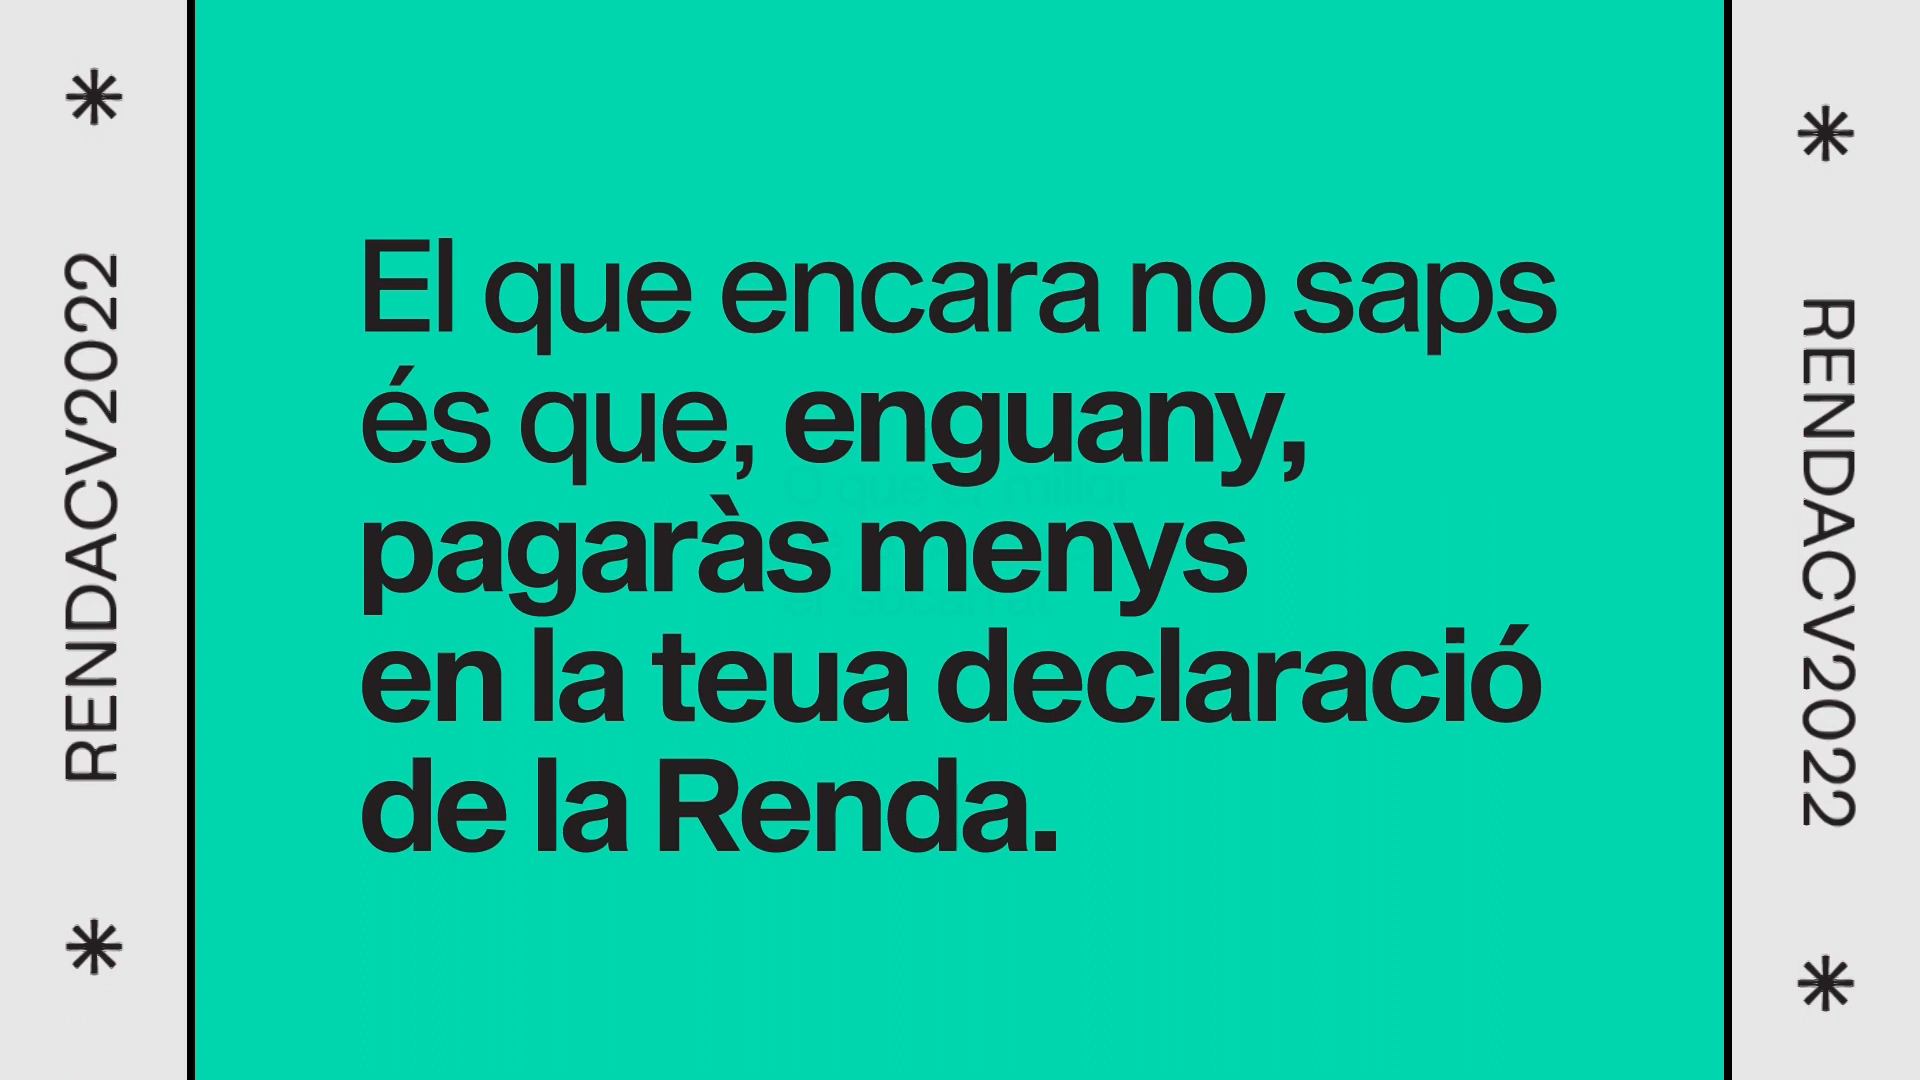 RENDACV2022
El que encara no saps
és que, enguany,
pagaràs menys
en la teua declaració
de la Renda.
RENDACV2022